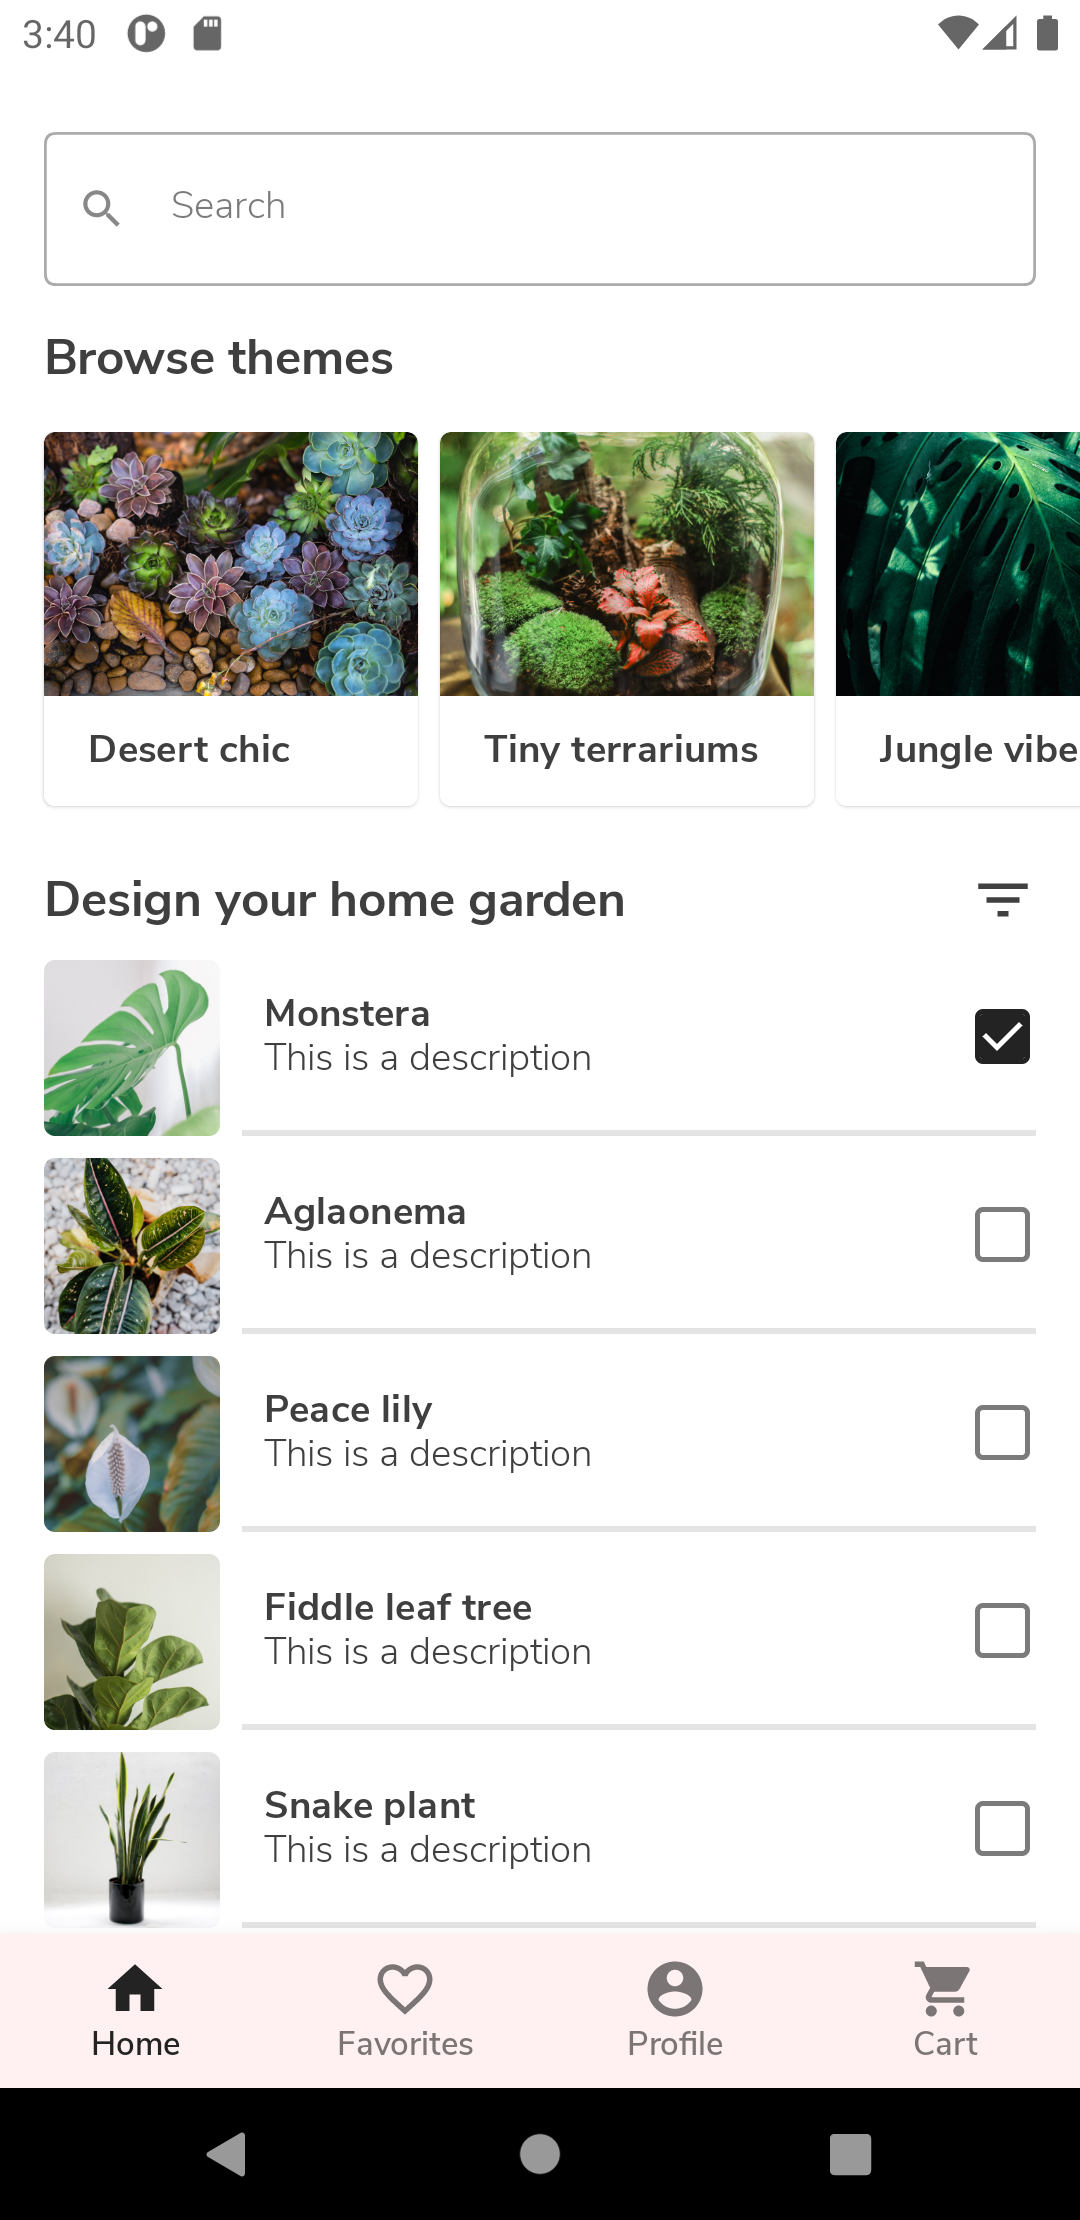 3:40
Search
Browse themes
Desert chic
Tiny terrariums
Jungle vibe
Design your home garden
Monstera
This is a description
Aglaonema
This is a description
Peace lily
This is a description
Fiddle leaf tree
This is a description
Snake plant
This is a description
Home
Favorites
Profile
Cart